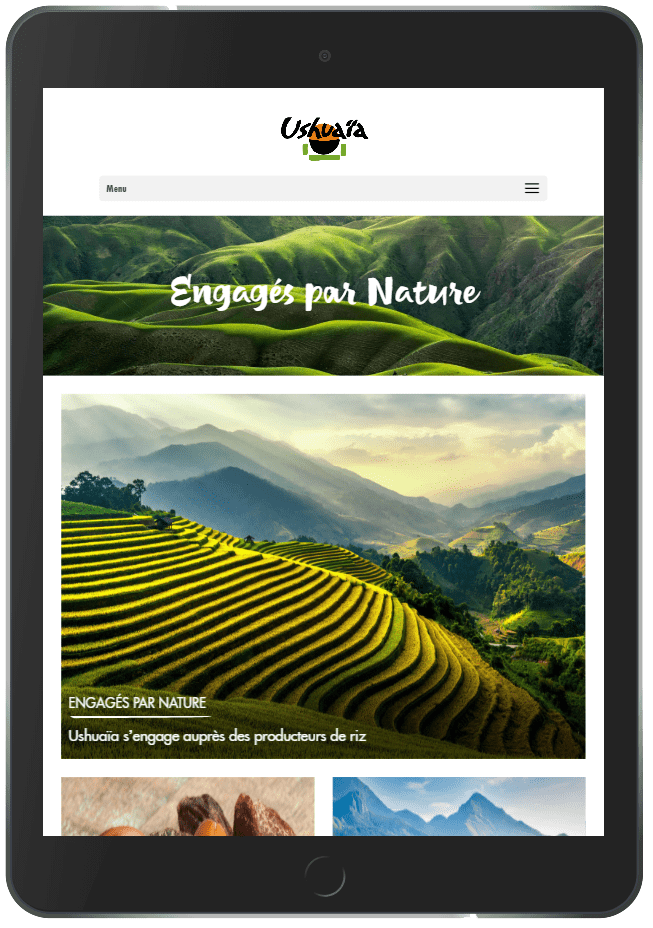 Ushuaïa
Menu
Engagés par Nature
ENGAGÉS PAR NATURE
Ushuaïa s'engage auprès des producteurs de riz